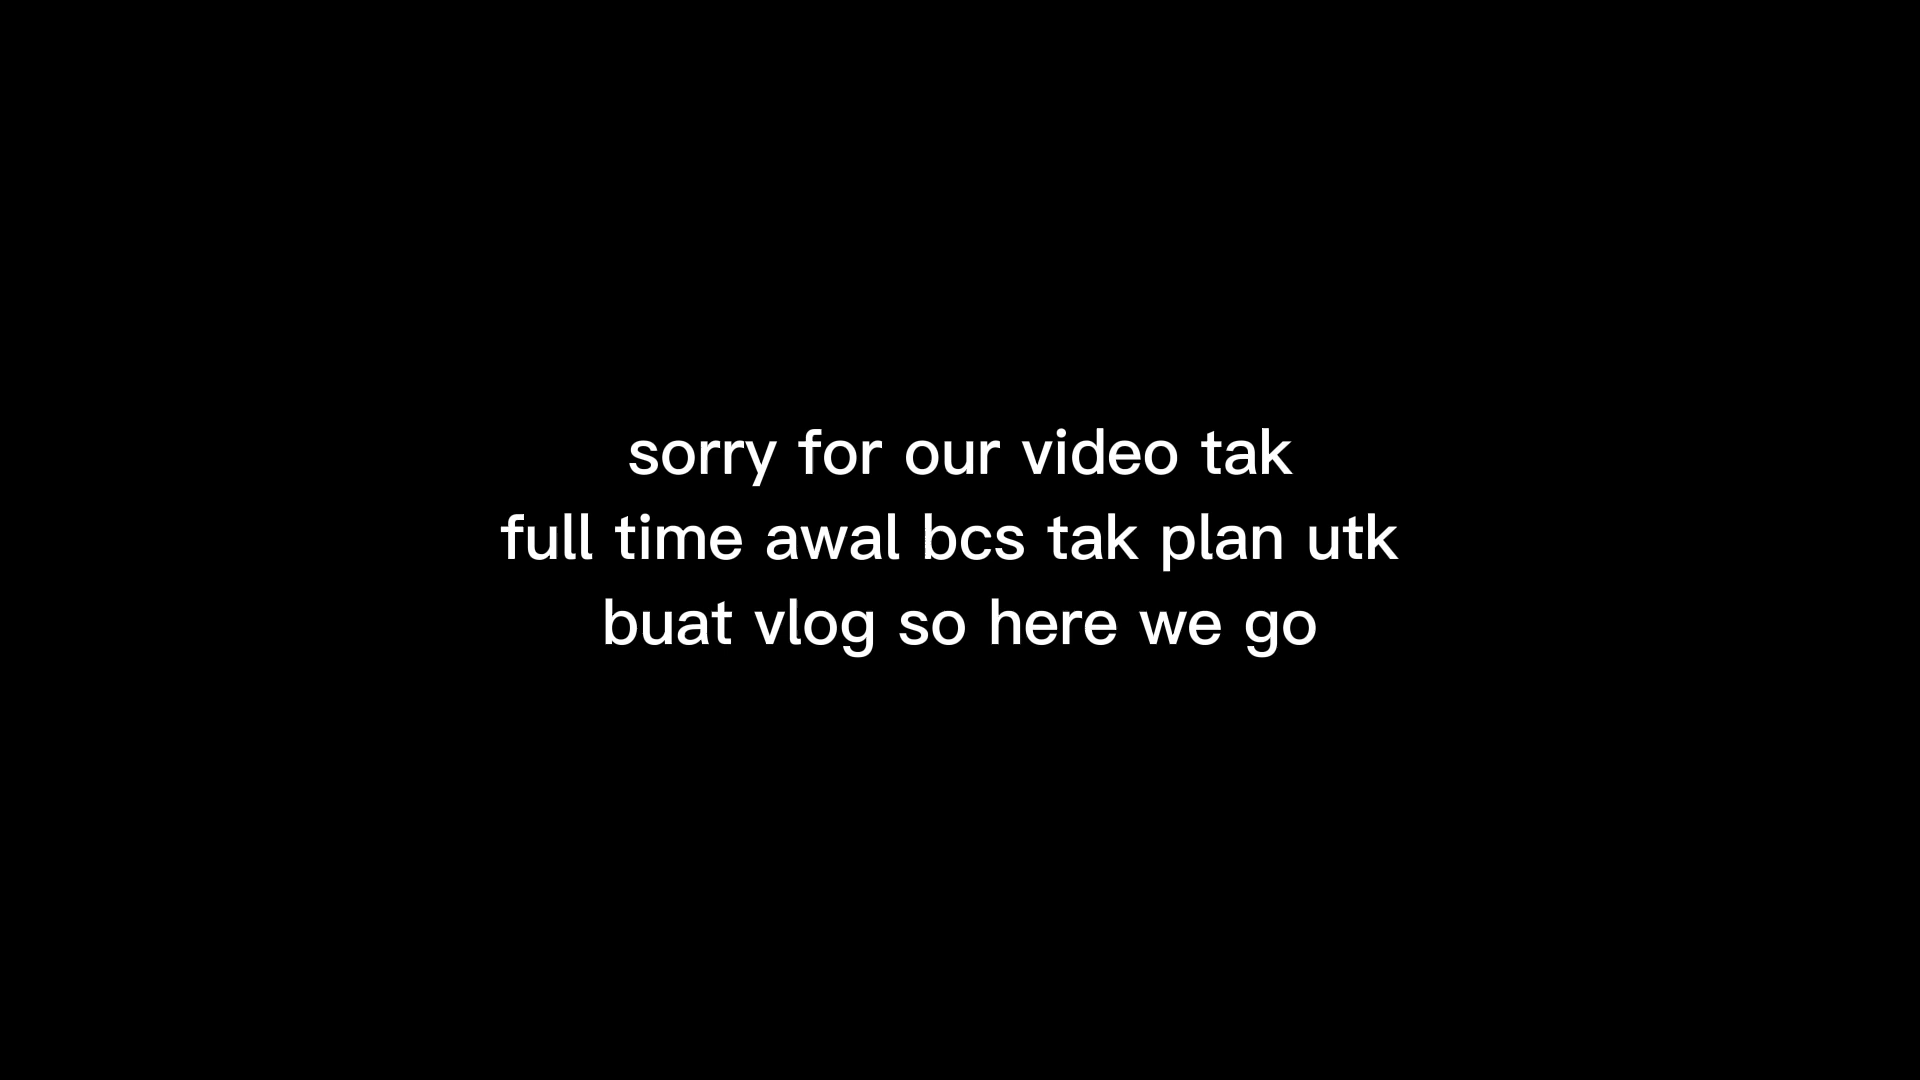 sorry for our video tak
full time awal bcs tak plan utk
buat vlog so here we go